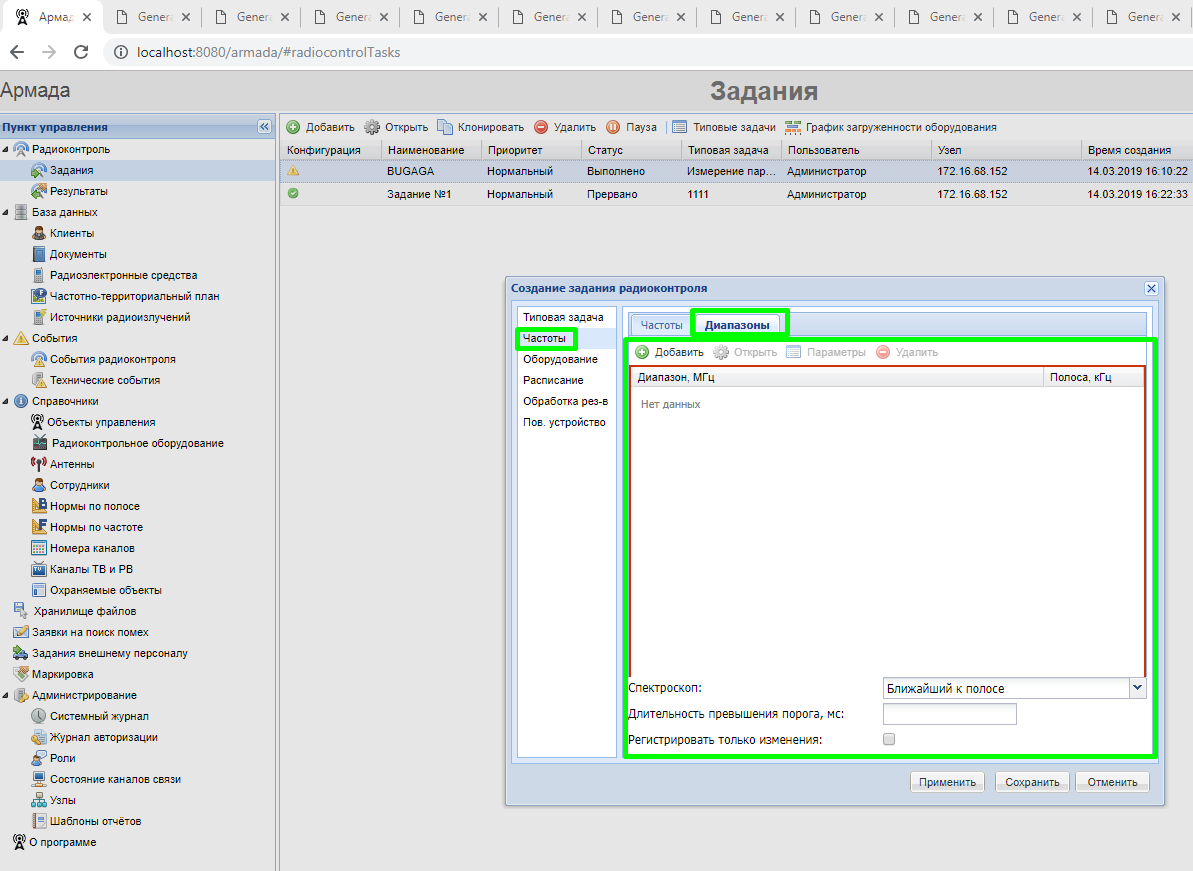 Армад
Genera
Genera
Genera
Genera
Genera
Genera
Genera
Genera
Genera
Genera
Genera
localhost:8080/armada/#radiocontrolTasks
Армада
Задания
Пункт управления
Радиоконтроль
Задания
Результаты
База данных
Клиенты
Документы
Радиоэлектронные средства
Частотно-территориальный план
Источники радиоизлучений
События
События радиоконтроля
Технические события
Справочники
Объекты управления
Радиоконтрольное оборудование
Антенны
Сотрудники
Нормы по полосе
Нормы по частоте
Номера каналов
Каналы ТВ и РВ
Охраняемые объекты
Хранилище файлов
Заявки на поиск помех
Задания внешнему персоналу
Маркировка
Администрирование
Системный журнал
Журнал авторизации
Роли
Состояние каналов связи
Узлы
Шаблоны отчётов
О программе
Добавить Открыть Клонировать Удалить Пауза Типовые задачи График загруженности оборудования
Конфигурация Наименование Приоритет Статус Типовая задача Пользователь Узел Время создания
BUGAGA Нормальный Выполнено Измерение пар... Администратор 172.16.68.152 14.03.2019 16:10:22
Задание №1 Нормальный Прервано 1111 Администратор 172.16.68.152 14.03.2019 16:22:33
Создание задания радиоконтроля
Типовая задача
Частоты
Оборудование
Расписание
Обработка рез-в
Пов. устройство
Частоты Диапазоны
Добавить Открыть Параметры Удалить
Диапазон, МГц Полоса, кГц
Нет данных
Спектроскоп: Ближайший к полосе
Длительность превышения порога, мс:
Регистрировать только изменения:
Применить Сохранить Отменить